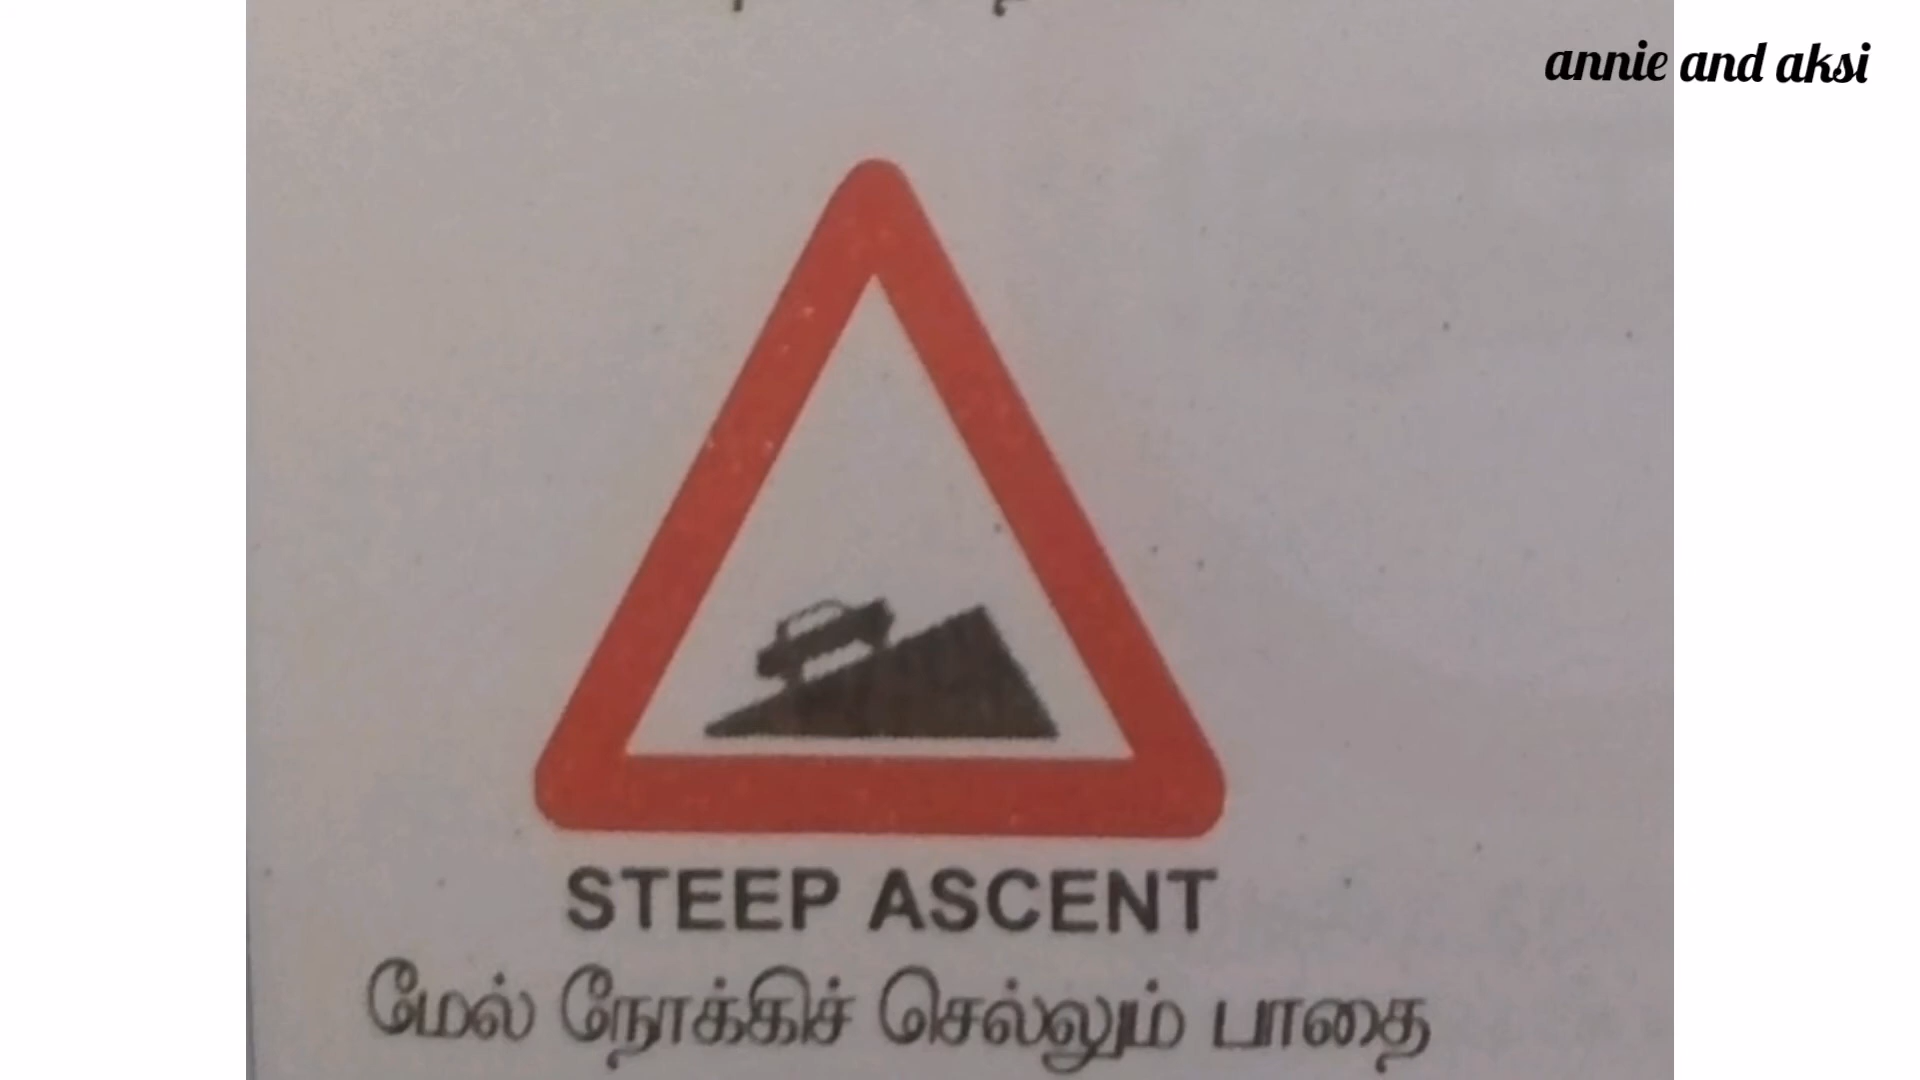 annie and aksi
STEEP ASCENT
மேல் நோக்கிச் செல்லும் பாதை